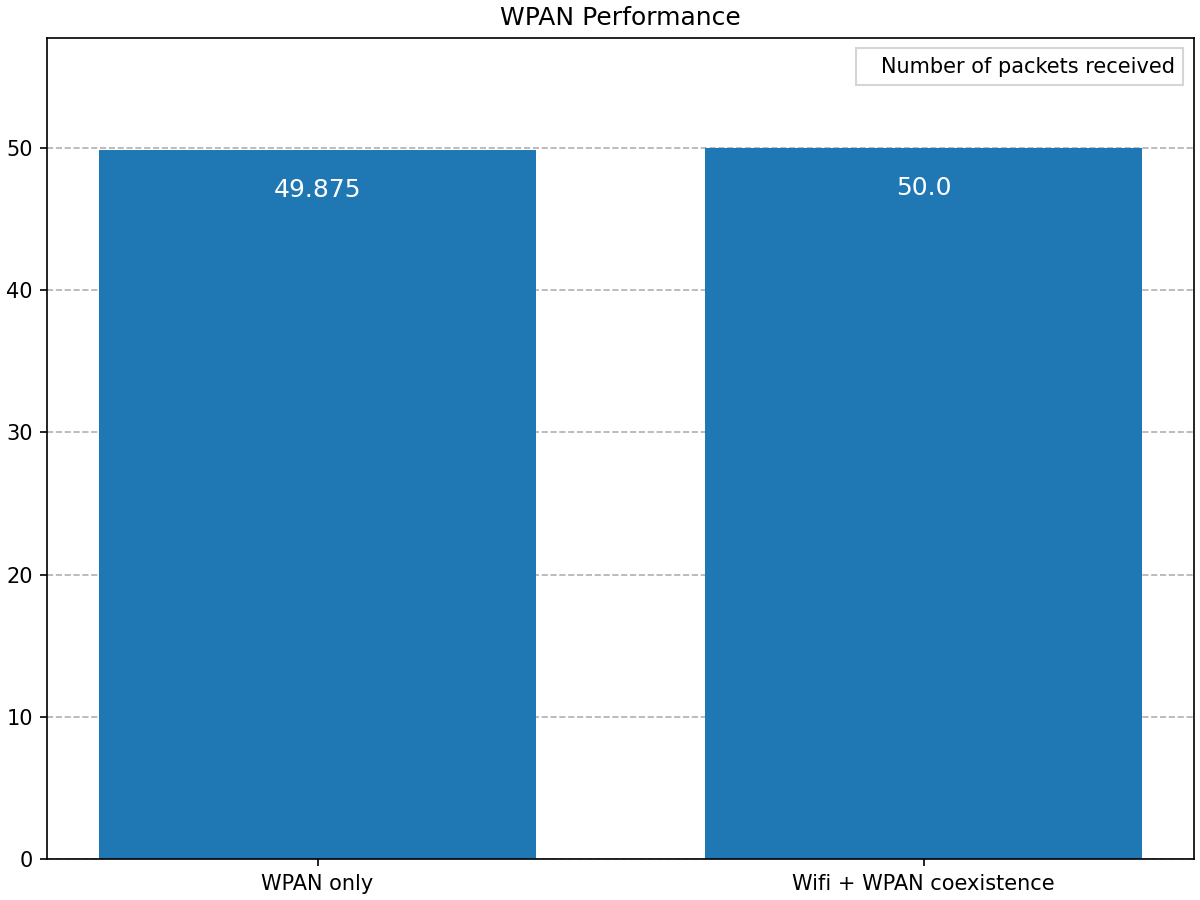 WPAN Performance
Number of packets received
50
40
30
20
10
0
49.875
50.0
WPAN only
Wifi + WPAN coexistence